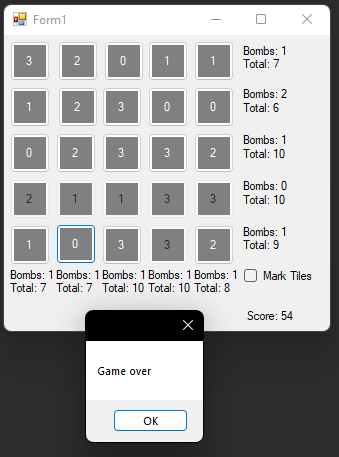 Form1
3 2 0 1 1 Bombs: 1
Total: 7
1 2 3 0 0 Bombs: 2
Total: 6
0 2 3 3 2 Bombs: 1
Total: 10
2 1 1 3 3 Bombs: 0
Total: 10
1 0 3 3 2 Bombs: 1
Total: 9
Bombs: 1 Bombs: 1 Bombs: 1 Bombs: 1 Bombs: 1
Total: 7 Total: 7 Total: 10 Total: 10 Total: 8
Mark Tiles
Score: 54
Game over
OK